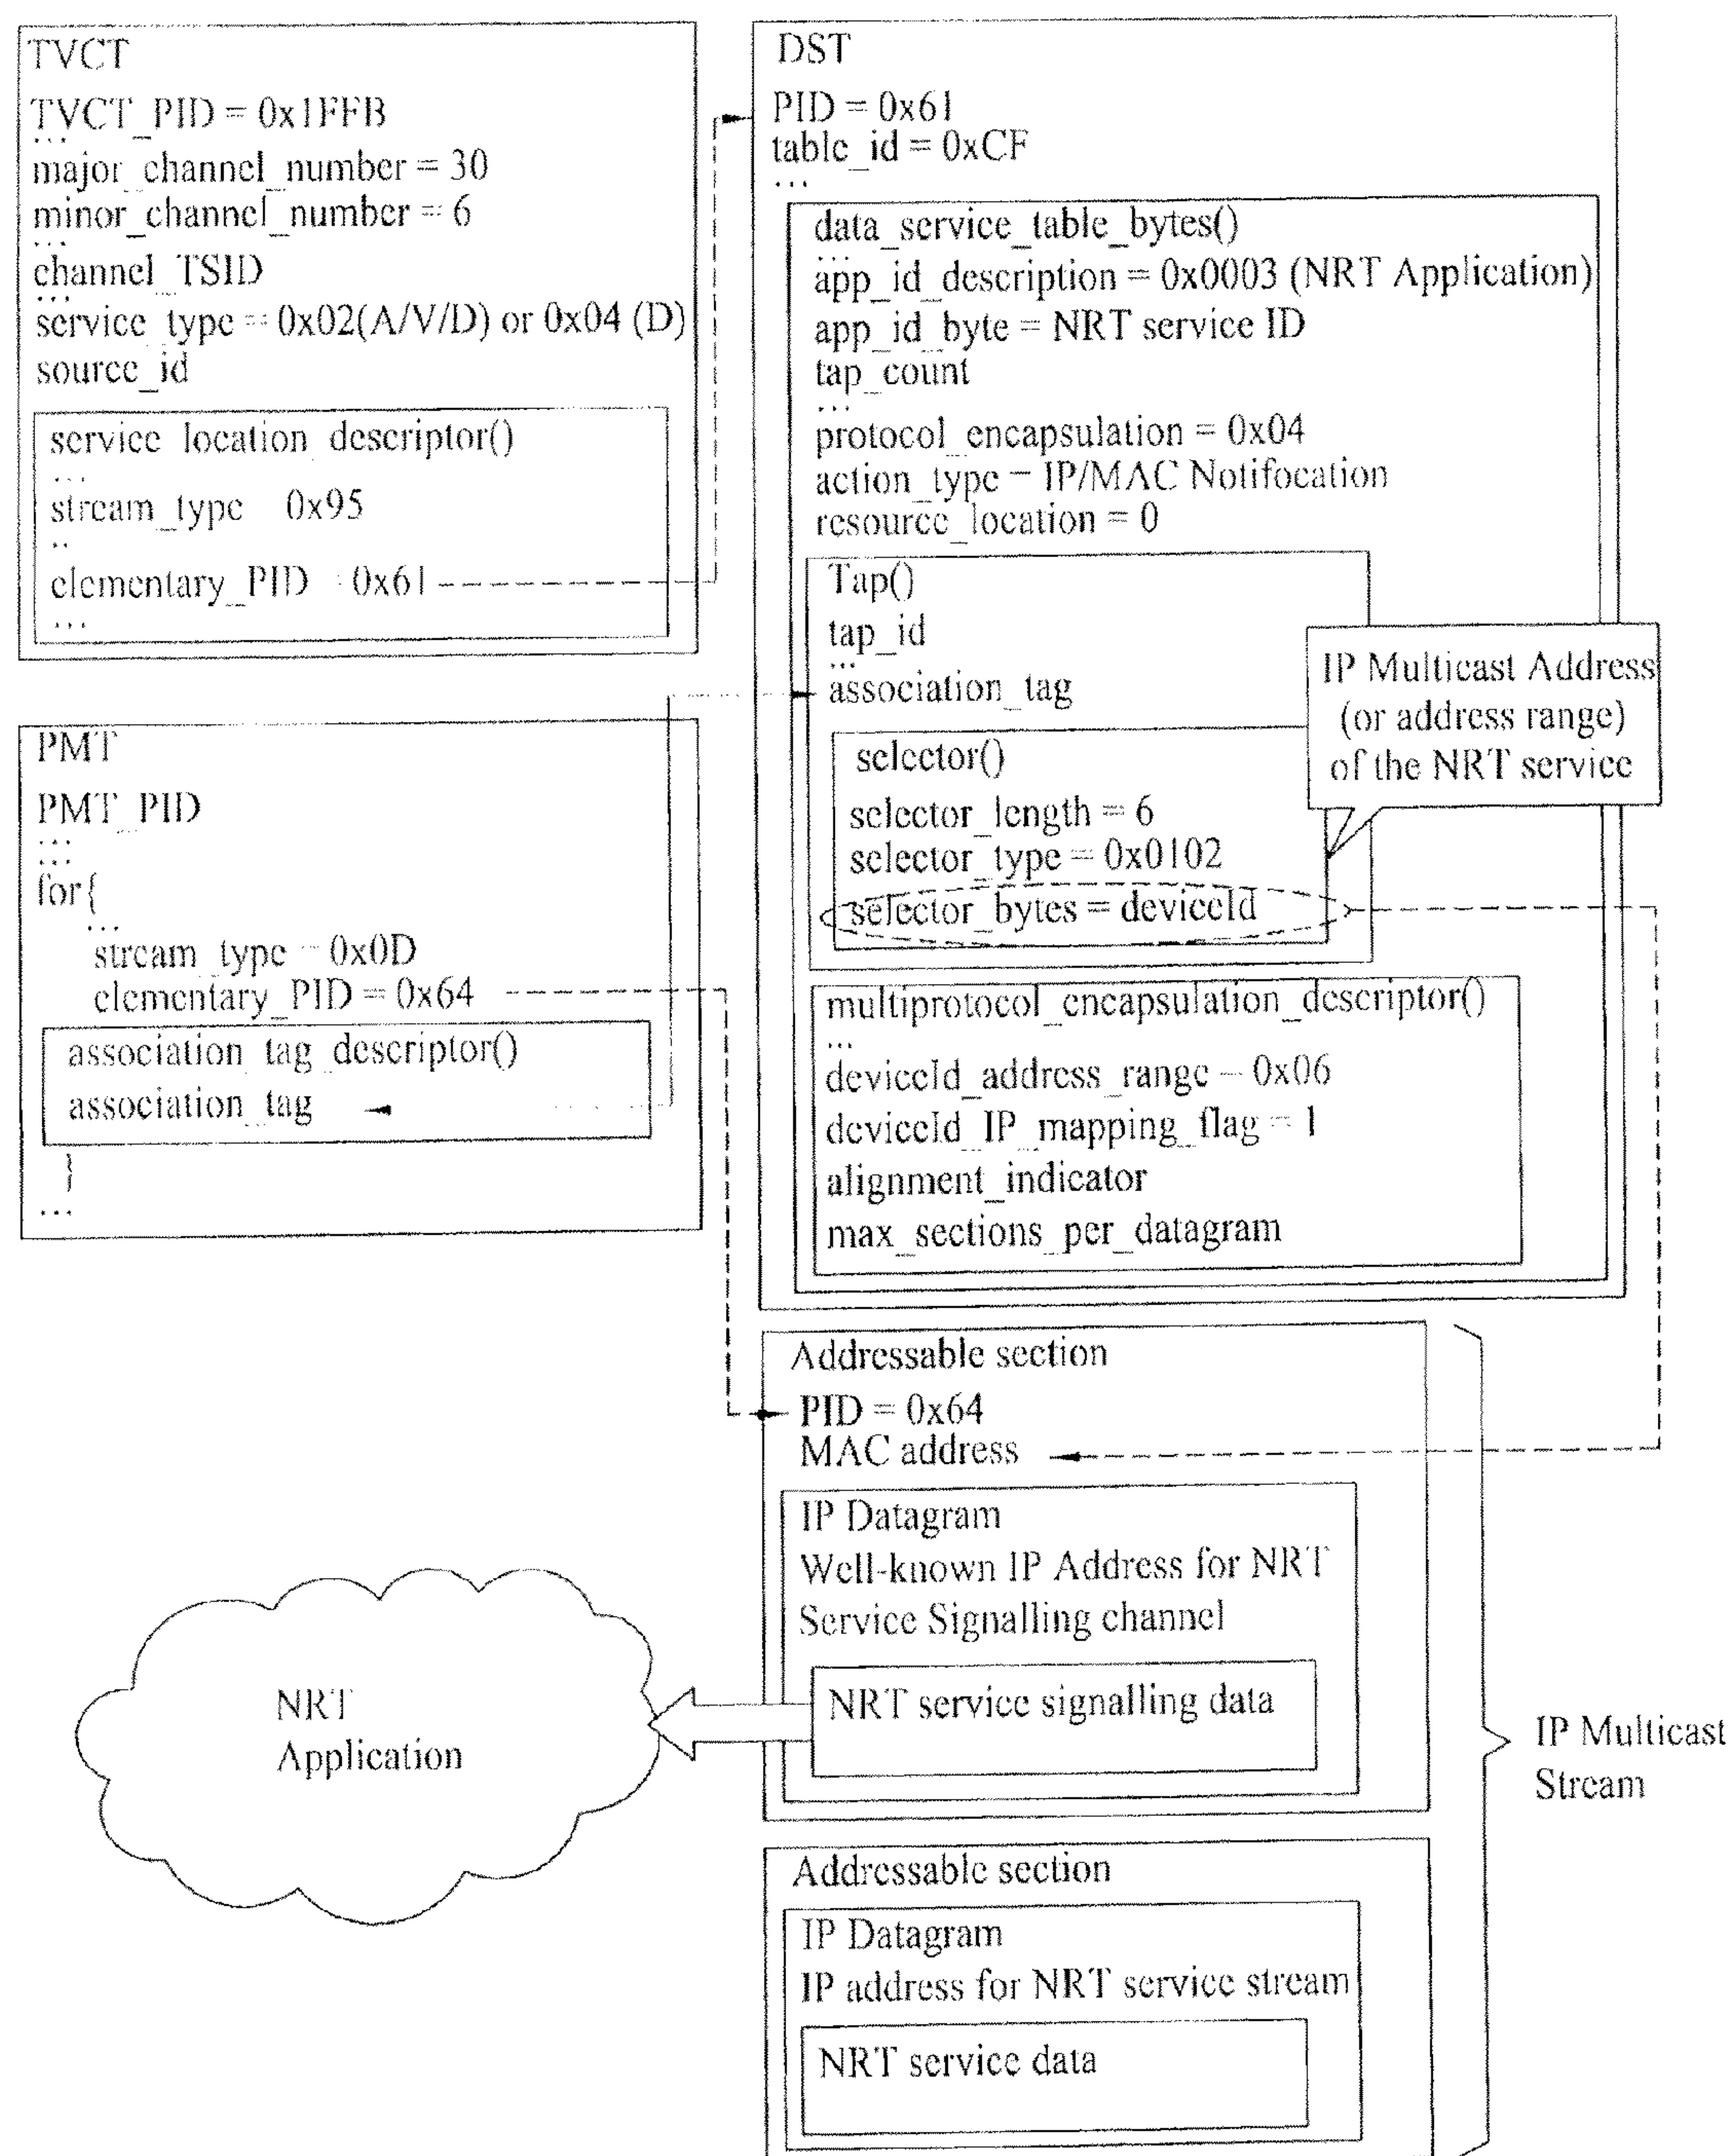 TVCT
TVCT_PID = 0x1FFB
...
major_channel_number = 30
minor_channel_number = 6
...
channel_TSID
...
service_type = 0x02(A/V/D) or 0x04 (D)
source_id
service_location_descriptor()
...
stream_type   0x95
..
elementary_PID = 0x61
...
PMT
PMT_PID
...
...
for{
...
stream_type = 0x0D
elementary_PID = 0x64
association_tag_descriptor()
association_tag
}
...
DST
PID = 0x61
table_id = 0xCF
...
data_service_table_bytes()
...
app_id_description = 0x0003 (NRT Application)
app_id_byte = NRT service ID
tap_count
...
protocol_encapsulation = 0x04
action_type = IP/MAC Notifocation
resource_location = 0
Tap()
tap_id
...
association_tag
selector()
selector_length = 6
selector_type = 0x0102
selector_bytes = deviceId
IP Multicast Address
(or address range)
of the NRT service
multiprotocol_encapsulation_descriptor()
...
deviceId_address_range = 0x06
deviceId_IP_mapping_flag = 1
alignment_indicator
max_sections_per_datagram
Addressable section
PID = 0x64
MAC address
IP Datagram
Well-known IP Address for NRT
Service Signalling channel
NRT service signalling data
NRT
Application
IP Multicast
Stream
Addressable section
IP Datagram
IP address for NRT service stream
NRT service data